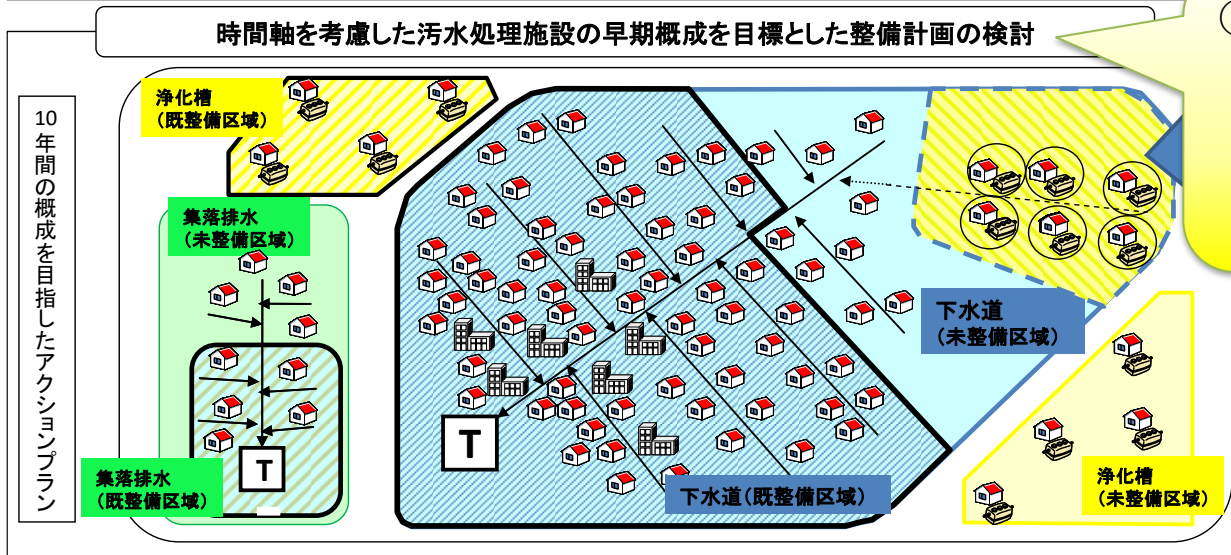 時間軸を考慮した汚水処理施設の早期概成を目標とした整備計画の検討
10年間の概成を目指したアクションプラン
浄化槽
(既整備区域)
集落排水
(未整備区域)
下水道
(未整備区域)
T
T
集落排水
(既整備区域)
下水道(既整備区域)
浄化槽
(未整備区域)